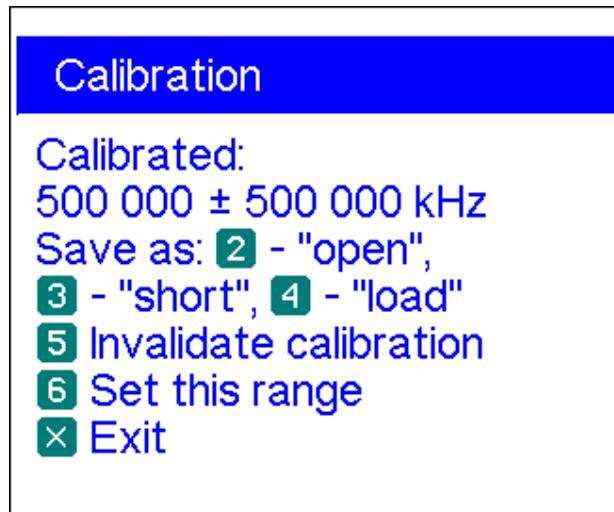 Calibration
Calibrated:
500 000 ± 500 000 kHz
Save as: 2 - "open",
3 - "short", 4 - "load"
5 Invalidate calibration
6 Set this range
× Exit